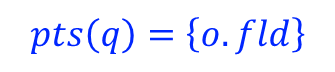 pts(q) = {o. fld}